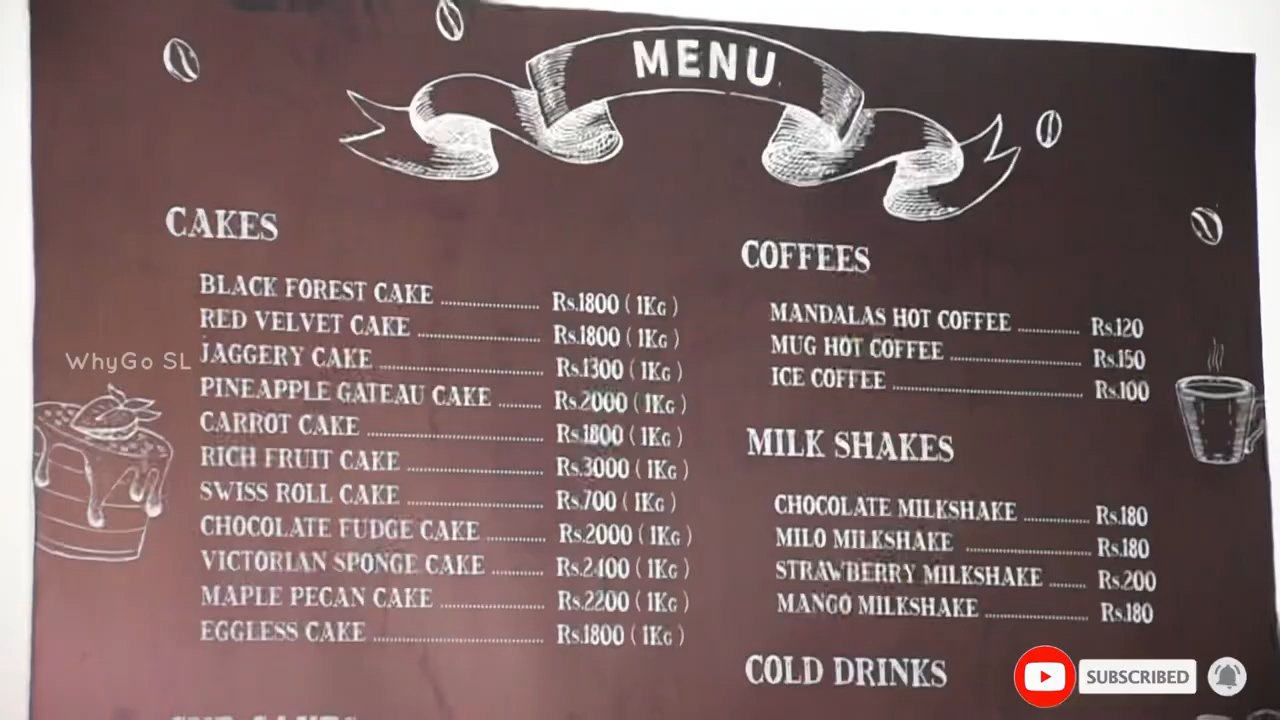 MENU
CAKES
BLACK FOREST CAKE ........ Rs.1800 (1Kg)
RED VELVET CAKE ........ Rs.1800 (1Kg)
JAGGERY CAKE ........ Rs.1300 (1Kg)
PINEAPPLE GATEAU CAKE ........ Rs.2000 (1Kg)
CARROT CAKE ........ Rs.1800 (1Kg)
RICH FRUIT CAKE ........ Rs.3000 (1Kg)
SWISS ROLL CAKE ........ Rs.700 (1Kg)
CHOCOLATE FUDGE CAKE ........ Rs.2000 (1Kg)
VICTORIAN SPONGE CAKE ........ Rs.2400 (1Kg)
MAPLE PECAN CAKE ........ Rs.2200 (1Kg)
EGGLESS CAKE ........ Rs.1800 (1Kg)
COFFEES
MANDALAS HOT COFFEE ........ Rs.120
MUG HOT COFFEE ........ Rs.150
ICE COFFEE ........ Rs.100
MILK SHAKES
CHOCOLATE MILKSHAKE ........ Rs.180
MILO MILKSHAKE ........ Rs.180
STRAWBERRY MILKSHAKE ........ Rs.200
MANGO MILKSHAKE ........ Rs.180
COLD DRINKS
WhyGo SL
SUBSCRIBED